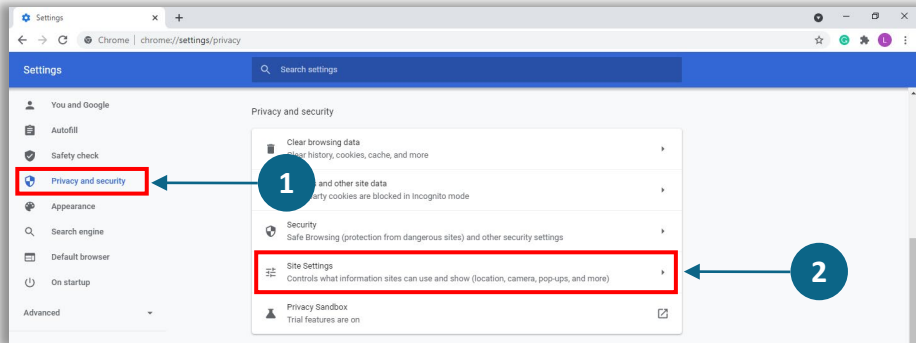 Settings
Chrome | chrome://settings/privacy
L
Settings
Search settings
You and Google
Autofill
Safety check
Privacy and security
Appearance
Search engine
Default browser
On startup
Advanced
Privacy and security
Clear browsing data
Clear history, cookies, cache, and more
1
and other site data
party cookies are blocked in Incognito mode
Security
Safe Browsing (protection from dangerous sites) and other security settings
Site Settings
Controls what information sites can use and show (location, camera, pop-ups, and more)
2
Privacy Sandbox
Trial features are on